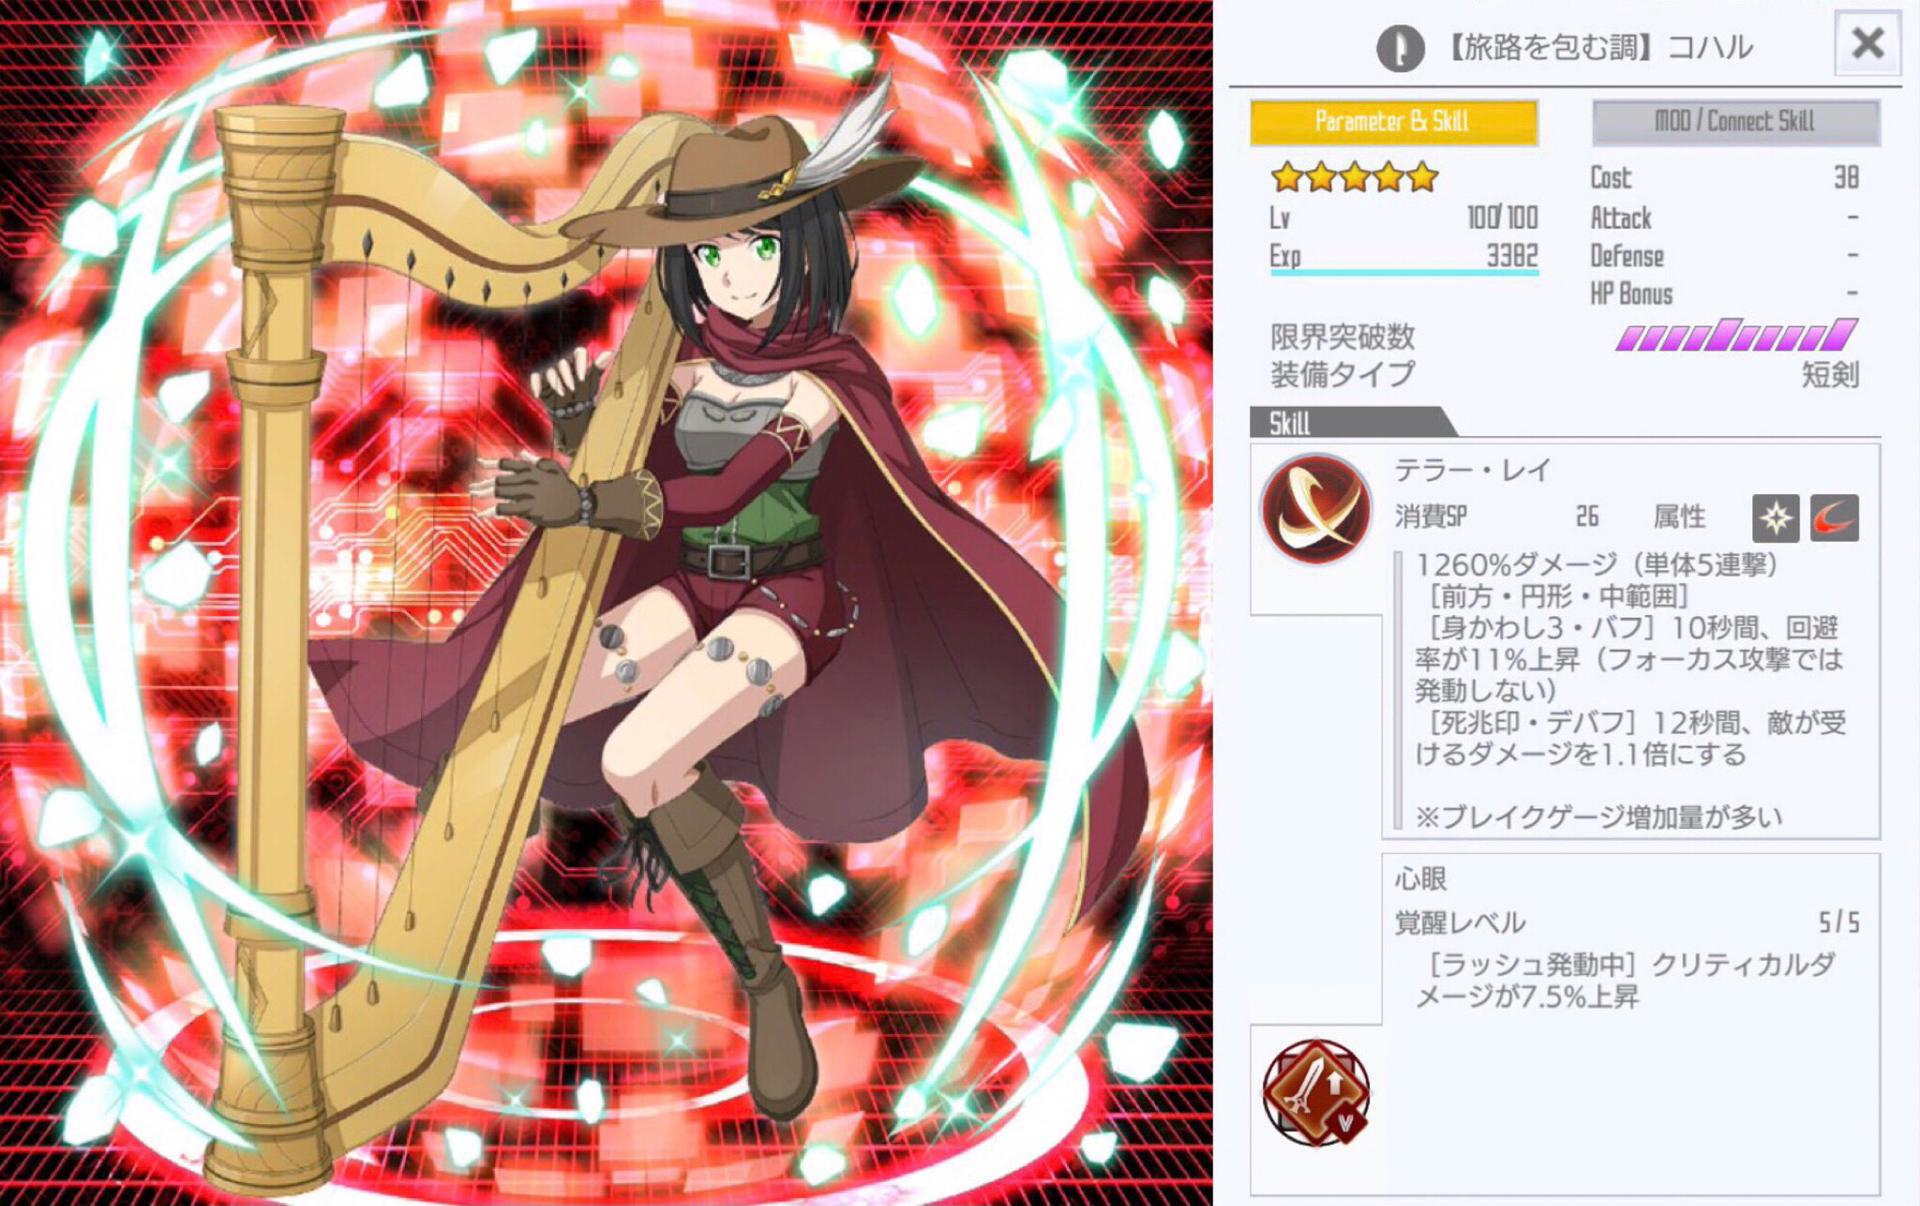 【旅路を包む調】コハル
Parameter & Skill
MOD / Connect Skill
Lv 100/100
Exp 3382
Cost 38
Attack -
Defense -
HP Bonus -
限界突破数
装備タイプ 短剣
Skill
テラー・レイ
消費SP 26 属性
1260%ダメージ（単体5連撃）
［前方・円形・中範囲］
［身かわし3・バフ］10秒間、回避
率が11%上昇（フォーカス攻撃では
発動しない）
［死兆印・デバフ］12秒間、敵が受
けるダメージを1.1倍にする
※ブレイクゲージ増加量が多い
心眼
覚醒レベル 5/5
［ラッシュ発動中］クリティカルダ
メージが7.5%上昇
V